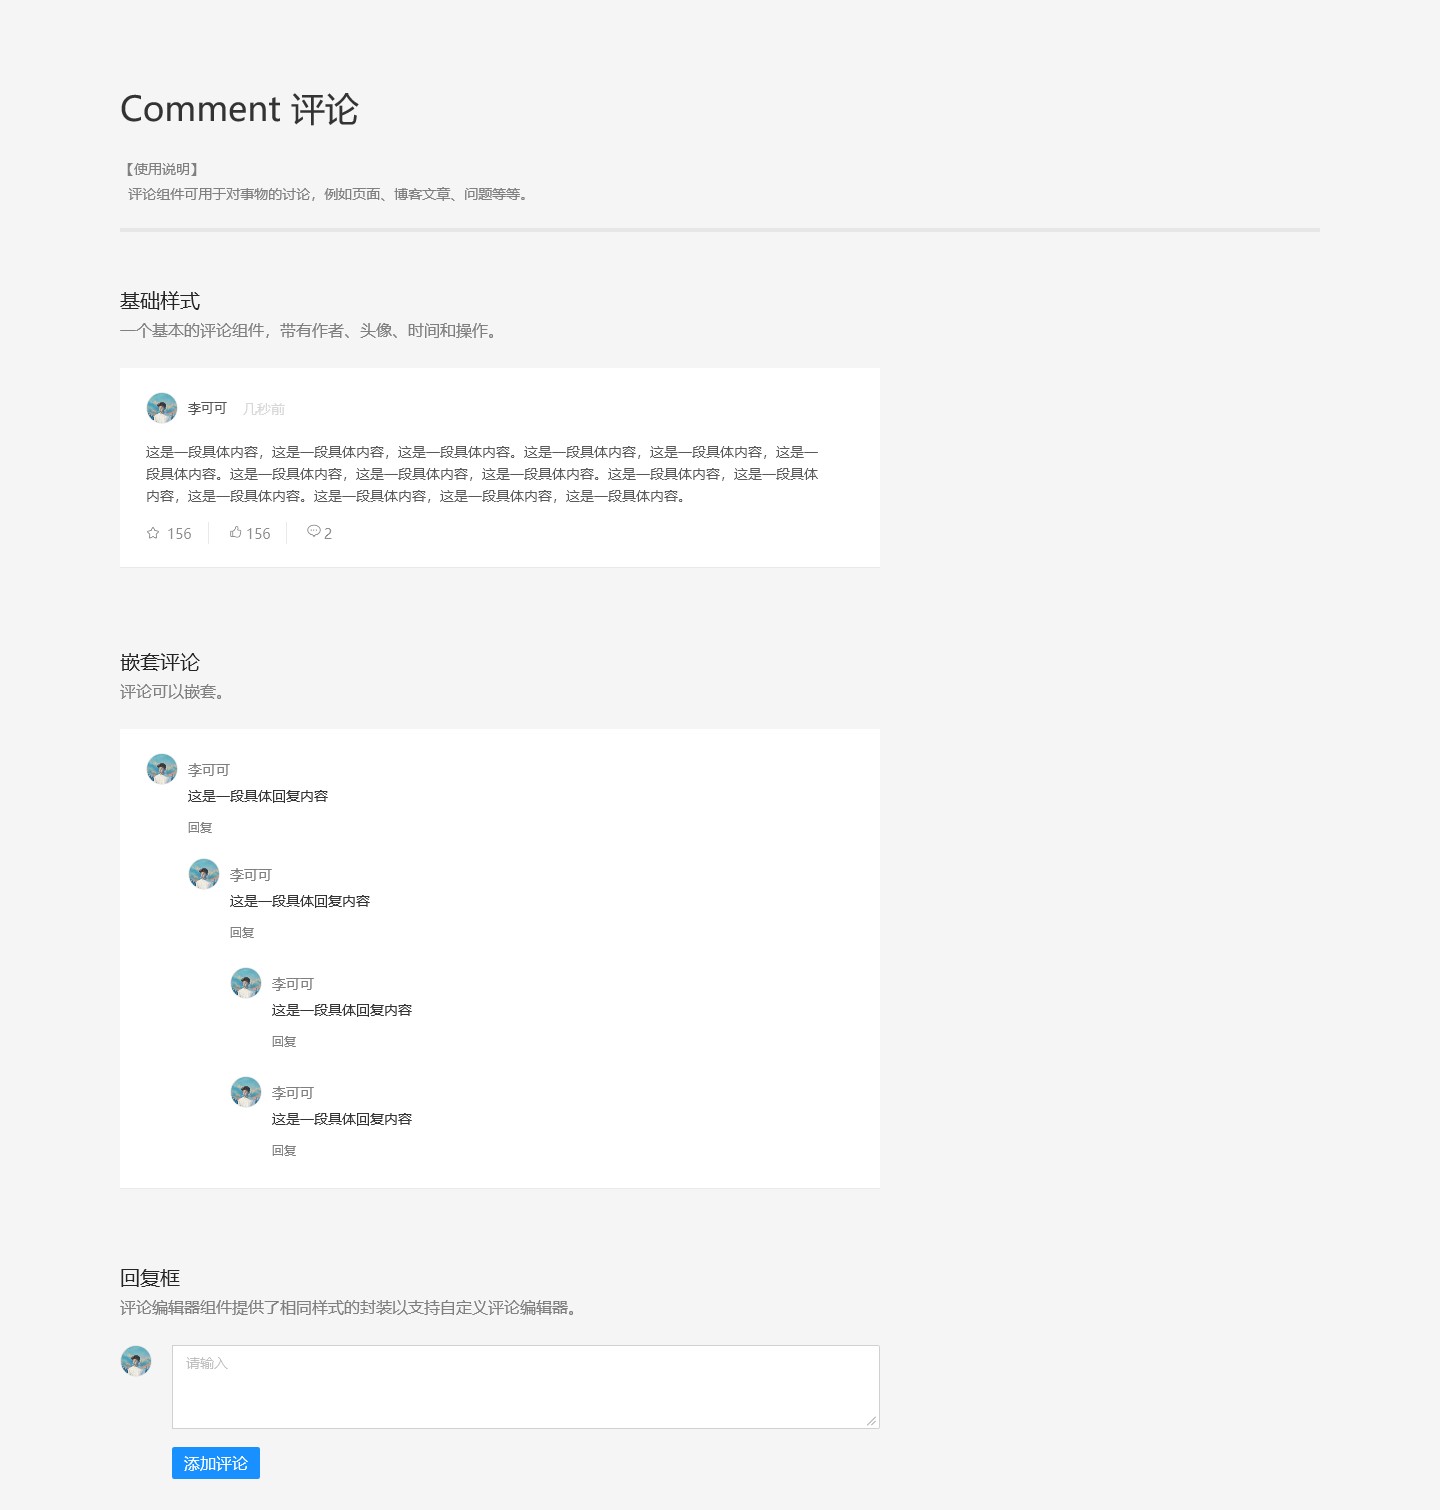 Comment 评论
【使用说明】
评论组件可用于对事物的讨论，例如页面、博客文章、问题等等。
基础样式
一个基本的评论组件，带有作者、头像、时间和操作。
李可可 几秒前
这是一段具体内容，这是一段具体内容，这是一段具体内容。这是一段具体内容，这是一段具体内容，这是一
段具体内容。这是一段具体内容，这是一段具体内容，这是一段具体内容。这是一段具体内容，这是一段具体
内容，这是一段具体内容。这是一段具体内容，这是一段具体内容，这是一段具体内容。
156 156 2
嵌套评论
评论可以嵌套。
李可可
这是一段具体回复内容
回复
李可可
这是一段具体回复内容
回复
李可可
这是一段具体回复内容
回复
李可可
这是一段具体回复内容
回复
回复框
评论编辑器组件提供了相同样式的封装以支持自定义评论编辑器。
请输入
添加评论